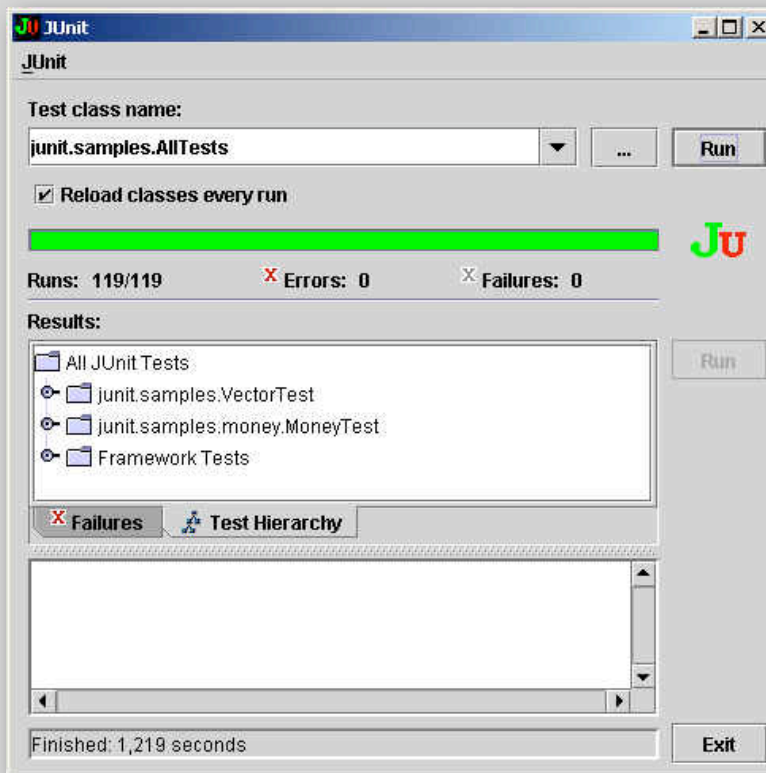 JU JUnit
JUnit
Test class name:
junit.samples.AllTests ... Run
Reload classes every run
JU
Runs: 119/119 X Errors: 0 X Failures: 0
Results:
All JUnit Tests Run
junit.samples.VectorTest
junit.samples.money.MoneyTest
Framework Tests
X Failures Test Hierarchy
Finished: 1,219 seconds Exit